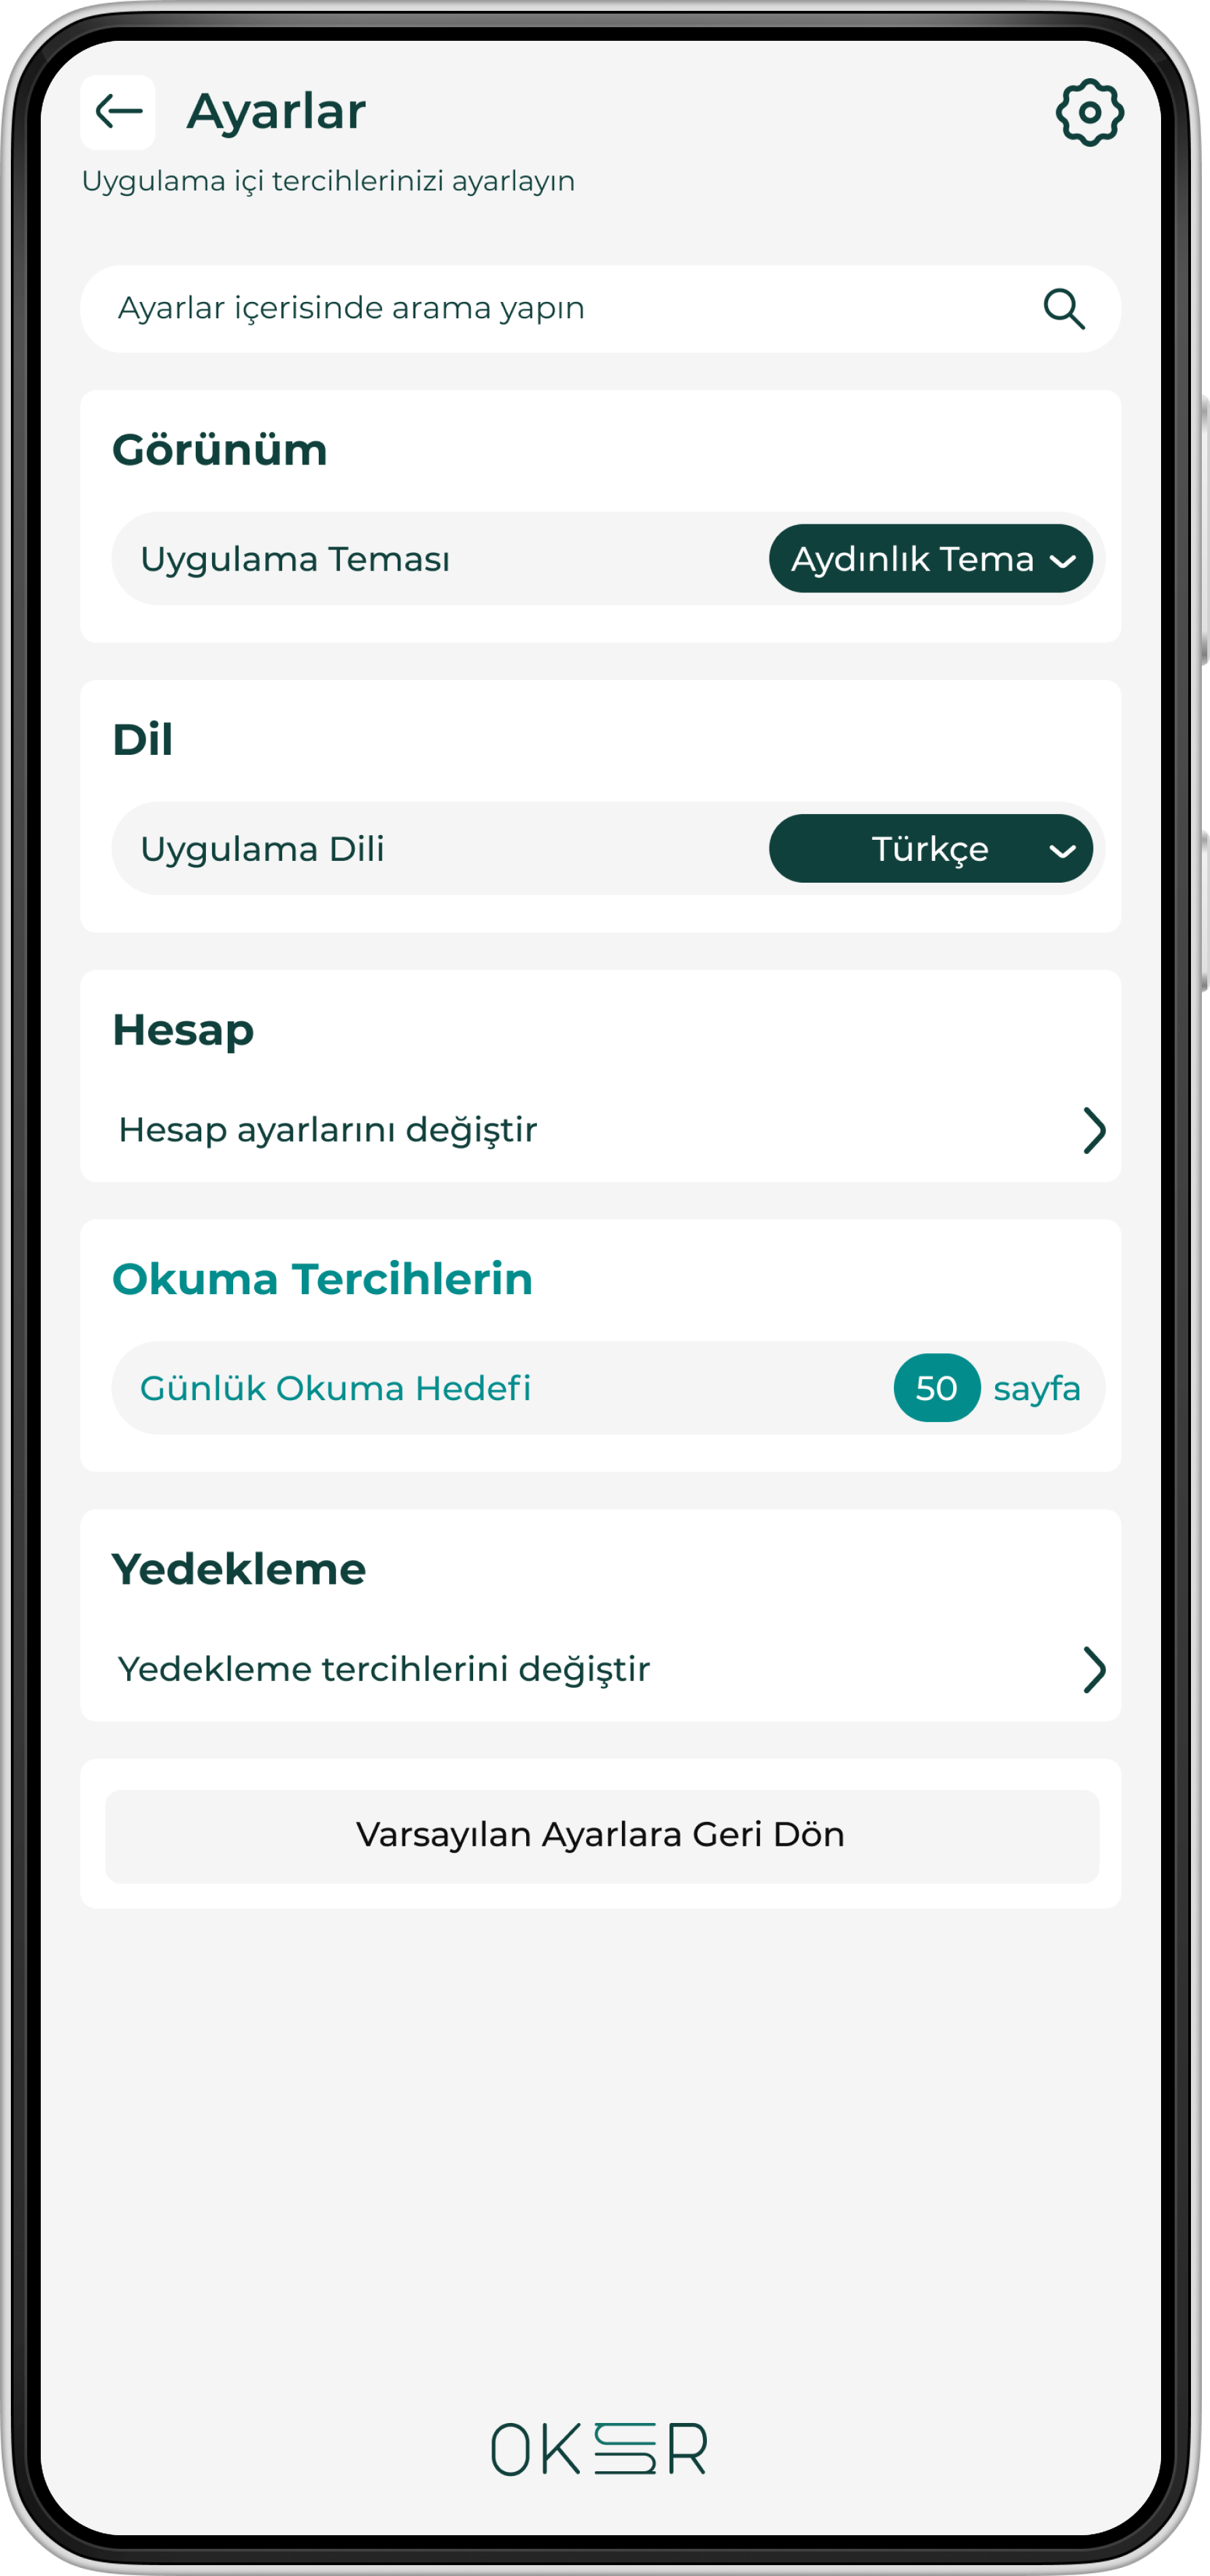 Ayarlar
Uygulama içi tercihlerinizi ayarlayın
Ayarlar içerisinde arama yapın
Görünüm
Uygulama Teması Aydınlık Tema
Dil
Uygulama Dili Türkçe
Hesap
Hesap ayarlarını değiştir
Okuma Tercihlerin
Günlük Okuma Hedefi 50 sayfa
Yedekleme
Yedekleme tercihlerini değiştir
Varsayılan Ayarlara Geri Dön